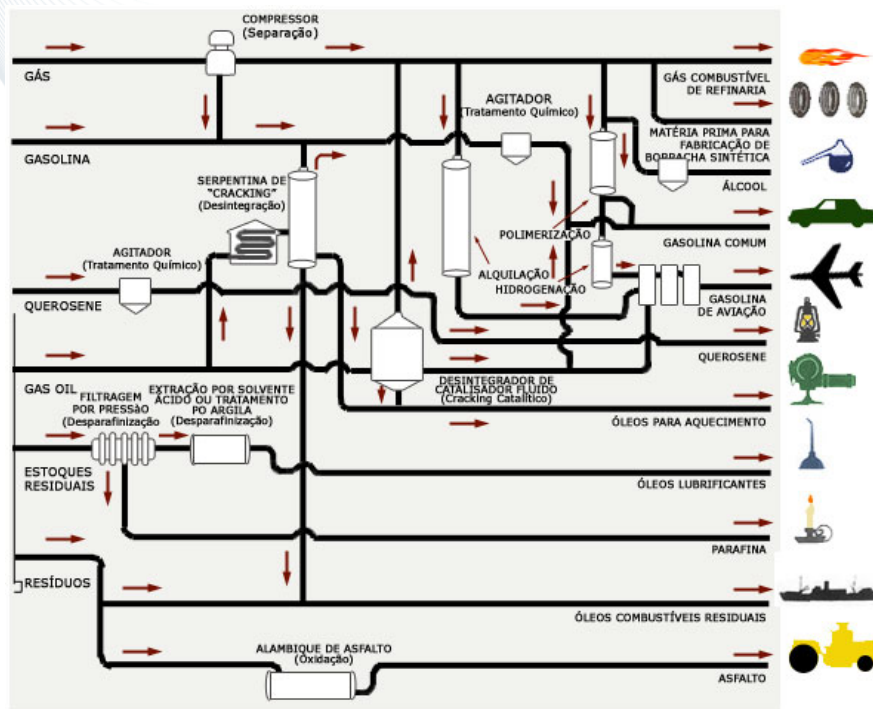 COMPRESSOR
(Separação)
GÁS
GÁS COMBUSTÍVEL
DE REFINARIA
AGITADOR
(Tratamento Químico)
MATÉRIA PRIMA PARA
FABRICAÇÃO DE
BORRACHA SINTÉTICA
GASOLINA
ÁLCOOL
SERPENTINA DE
"CRACKING"
(Desintegração)
POLIMERIZAÇÃO
GASOLINA COMUM
AGITADOR
(Tratamento Químico)
ALQUILAÇÃO
HIDROGENAÇÃO
GASOLINA
DE AVIAÇÃO
QUEROSENE
QUEROSENE
GAS OIL
DESINTEGRADOR DE
CATALISADOR FLUÍDO
(Cracking Catalítico)
FILTRAGEM
POR PRESSàO
(Desparafinização
EXTRAÇÃO POR SOLVENTE
ÁCIDO OU TRATAMENTO
PO ARGILA
(Desparafinização)
ÓLEOS PARA AQUECIMENTO
ESTOQUES
RESIDUAIS
ÓLEOS LUBRIFICANTES
PARAFINA
RESÍDUOS
ÓLEOS COMBUSTÍVEIS RESIDUAIS
ALAMBIQUE DE ASFALTO
(Oxidação)
ASFALTO